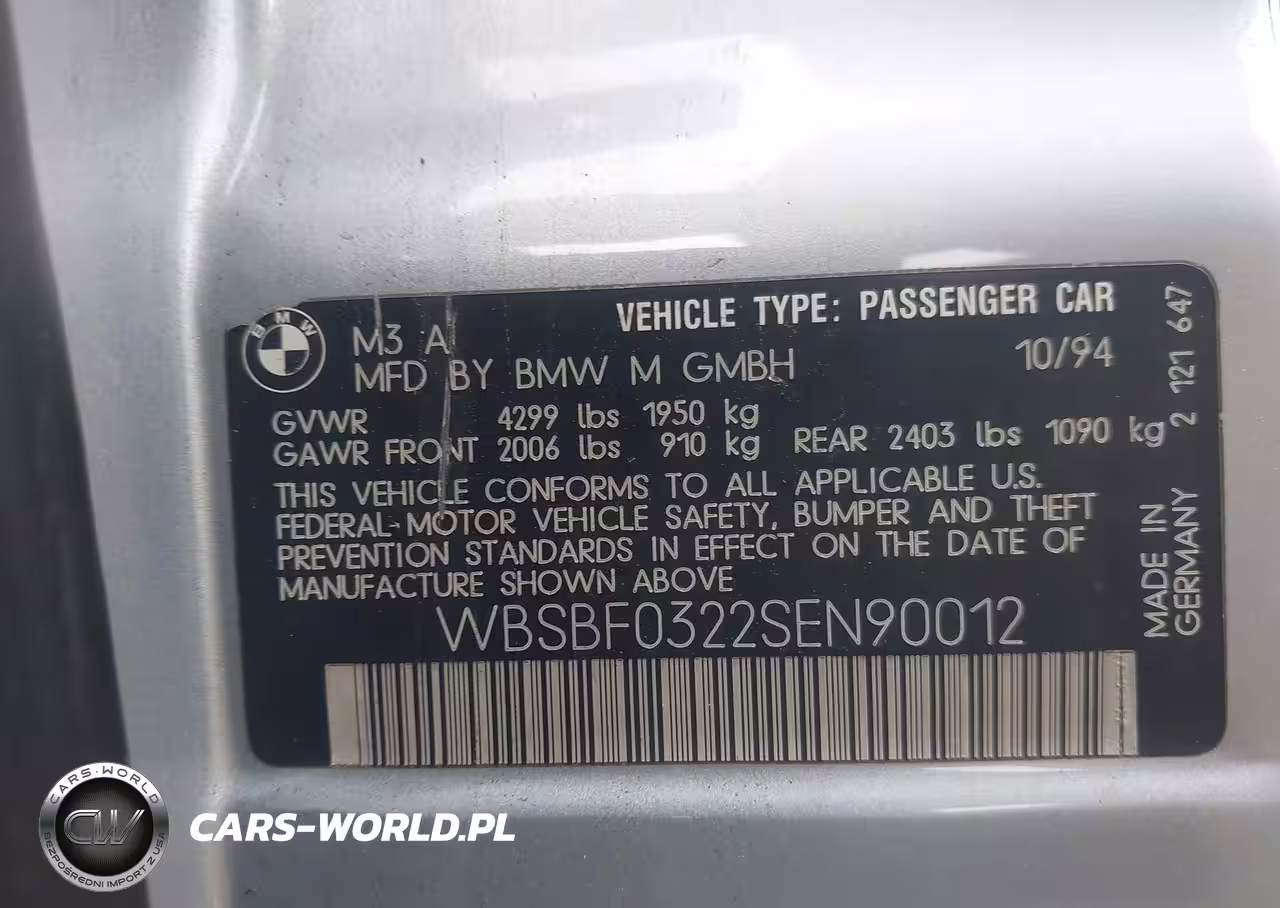 VEHICLE TYPE: PASSENGER CAR
BMW
M3 A
10/94
MFD BY BMW M GMBH
GVWR 4299 lbs 1950 kg
GAWR FRONT 2006 lbs 910 kg REAR 2403 lbs 1090 kg
THIS VEHICLE CONFORMS TO ALL APPLICABLE U.S.
FEDERAL MOTOR VEHICLE SAFETY, BUMPER AND THEFT
PREVENTION STANDARDS IN EFFECT ON THE DATE OF
MANUFACTURE SHOWN ABOVE
WBSBF0322SEN90012
2 121 647
MADE IN
GERMANY
CARS-WORLD
CW
BEZPOŚREDNI IMPORT Z USA
CARS-WORLD.PL